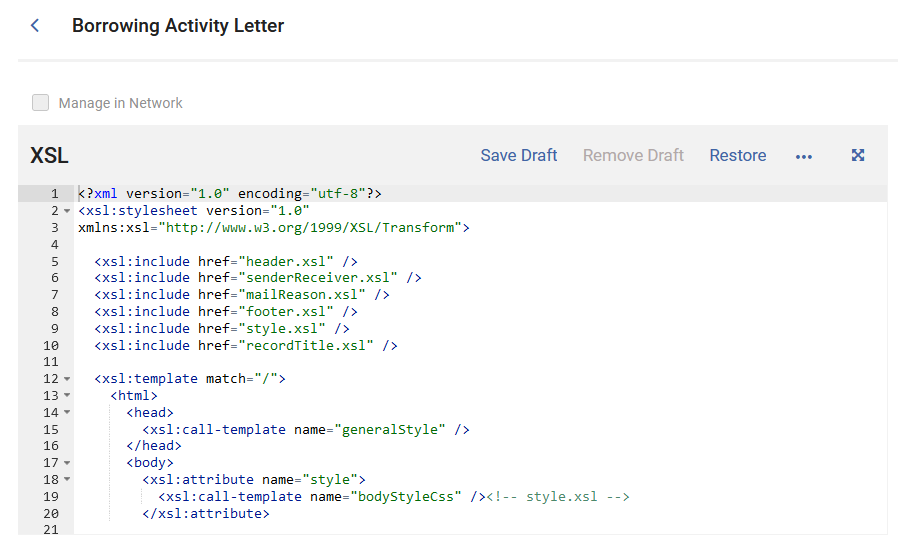 Borrowing Activity Letter
Manage in Network
XSL Save Draft Remove Draft Restore ...
1 <?xml version="1.0" encoding="utf-8"?>
2 <xsl:stylesheet version="1.0"
3 xmlns:xsl="http://www.w3.org/1999/XSL/Transform">
4
5 <xsl:include href="header.xsl" />
6 <xsl:include href="senderReceiver.xsl" />
7 <xsl:include href="mailReason.xsl" />
8 <xsl:include href="footer.xsl" />
9 <xsl:include href="style.xsl" />
10 <xsl:include href="recordTitle.xsl" />
11
12 <xsl:template match="/">
13 <html>
14 <head>
15 <xsl:call-template name="generalStyle" />
16 </head>
17 <body>
18 <xsl:attribute name="style">
19 <xsl:call-template name="bodyStyleCss" /><!-- style.xsl -->
20 </xsl:attribute>
21